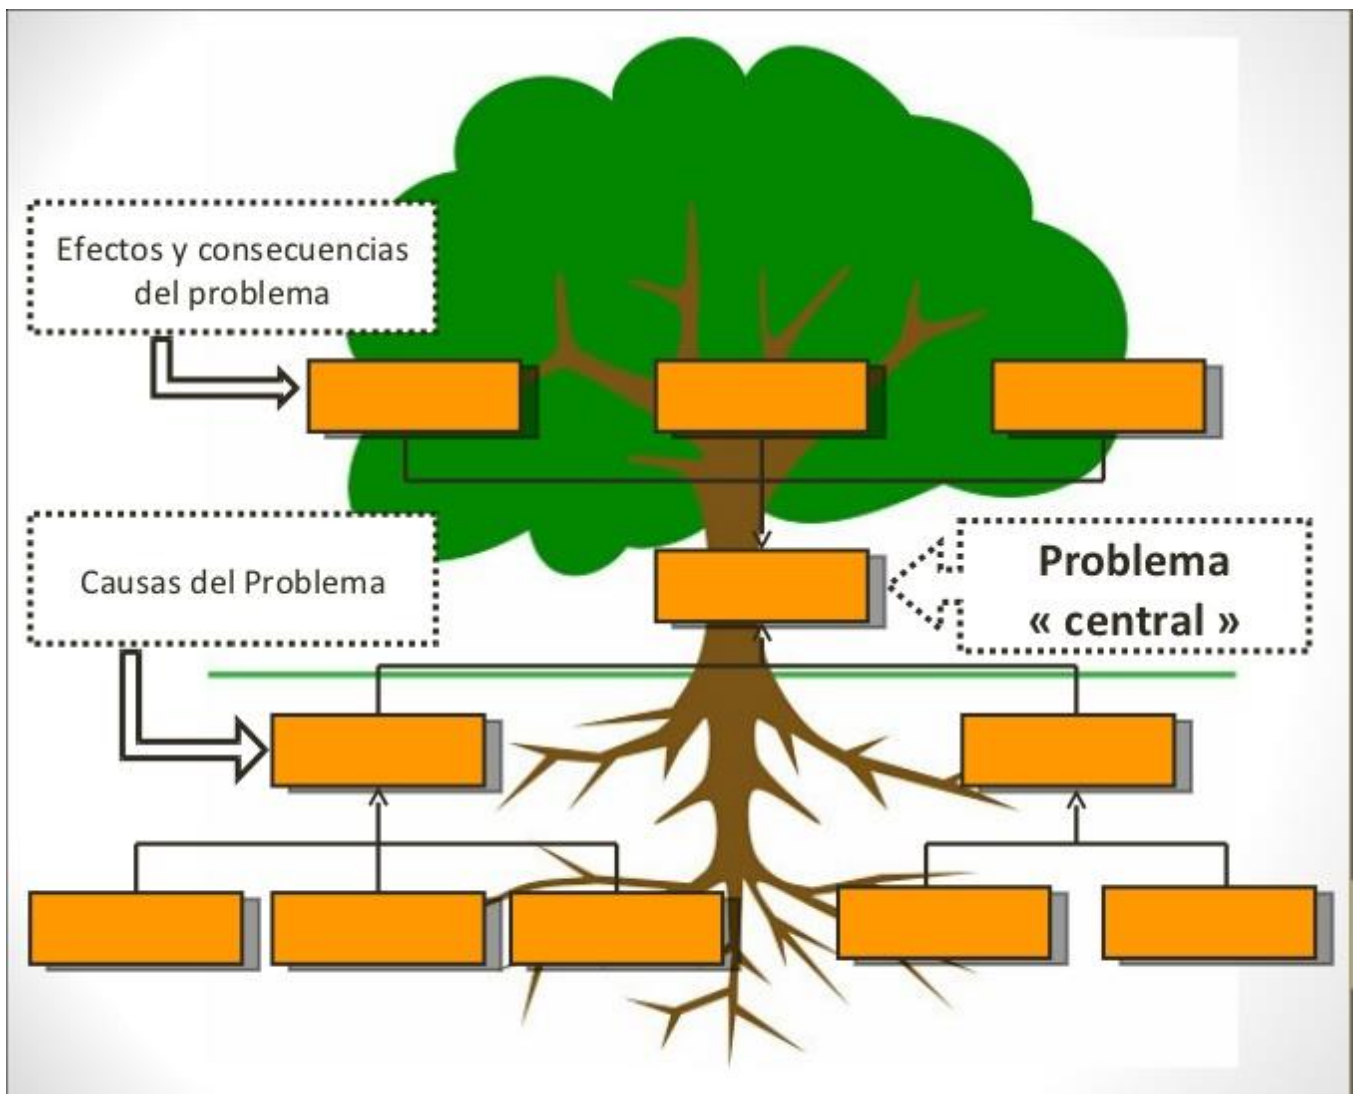 Efectos y consecuencias
del problema
Causas del Problema
Problema
« central »